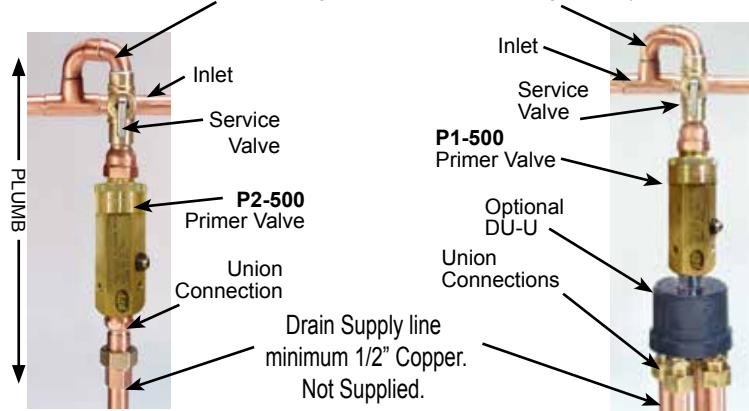 Inlet
Service
Valve
PLUMB
P2-500
Primer Valve
Union
Connection
Drain Supply line
minimum 1/2” Copper.
Not Supplied.
Inlet
Service
Valve
P1-500
Primer Valve
Optional
DU-U
Union
Connections